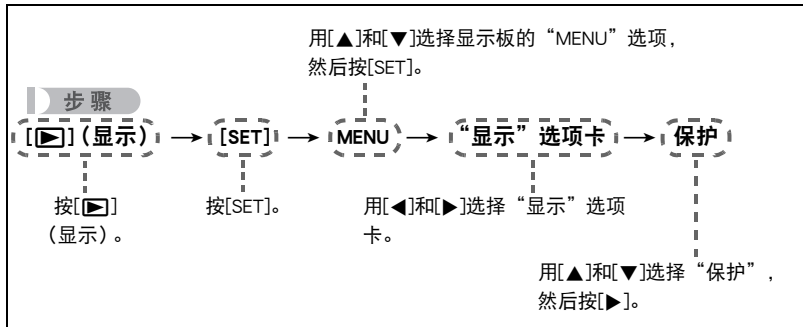 用[▲]和[▼]选择显示板的“MENU”选项，
然后按[SET]。
步骤
[▶]（显示） → [SET] → MENU → “显示”选项卡 → 保护
按[▶]
（显示）。
按[SET]。
用[◀]和[▶]选择“显示”选项
卡。
用[▲]和[▼]选择“保护”，
然后按[▶]。